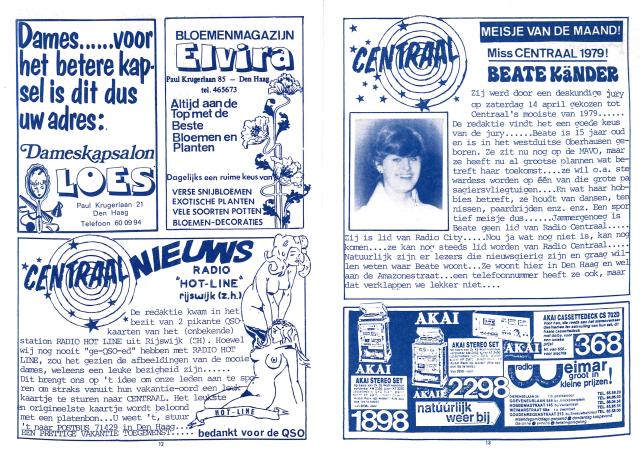 Dames......voor
het betere kap-
sel is dit dus
uw adres:
Dameskapsalon
LOES
Paul Krugerlaan 21
Den Haag
Telefoon 60 09 94
BLOEMENMAGAZIJN
Elvira
Paul Krugerlaan 85 - Den Haag
tel. 465673
Altijd aan de
Top met de
Beste
Bloemen en
Planten
Dagelijks een ruime keus van
VERSE SNIJBLOEMEN
EXOTISCHE PLANTEN
VELE SOORTEN POTTEN
BLOEMEN-DECORATIES
CENTRAAL NIEUWS
RADIO
"HOT-LINE"
rijswijk (z.h.)
De redaktie kwam in het
bezit van 2 pikante QSO
kaarten van het (onbekende)
station RADIO HOT LINE uit Rijswijk (ZH). Hoewel
wij nog nooit "ge-QSO-ed" hebben met RADIO HOT
LINE, zou het gezien de afbeeldingen van de mooie
dames, weleens een leuke bezigheid zijn......
Dit brengt ons op 't idee om onze leden aan te spo
ren om straks vanuit hun vakantie-oord een leuk
kaartje te sturen naar CENTRAAL. Het leukste
n origineelste kaartje wordt beloond
met een platenbon...U weet 't, stuur
't naar POSTBUS 71429 in Den Haag...
EEN PRETTIGE VAKANTIE TOEGEWENST.....
HOT-LINE
bedankt voor de QSO
12
CENTRAAL
MEISJE VAN DE MAAND!
Miss CENTRAAL 1979!
BEATE KäNDER
Zij werd door een deskundige jury
op zaterdag 14 april gekozen tot
Centraal's mooiste van 1979......
De redaktie vindt het een goede keus
van de jury......Beate is 15 jaar oud
en is in het westduitse Oberhausen ge-
boren. Ze zit nu nog op de MAVO, maar
ze heeft nu al grootse plannen wat be-
treft haar toekomst....ze wil o.a. ste
wardess worden op één van die grote pa
sagiersvliegtuigen....En wat haar hob-
bies betreft, ze houdt van dansen, ten
nissen, paardrijden enz. enz. Een spor
tief meisje dus......Jammergenoeg is
Beate geen lid van Radio Centraal....
Zij is lid van Radio City.....Nou ja wat nog niet is, kan nog
komen....ze kan nog steeds lid worden van Radio Centraal.....
Natuurlijk zijn er lezers die nieuwsgierig zijn en graag wil-
len weten waar Beate woont...Ze woont hier in Den Haag en wel
aan de Amazonestraat...een telefoonnummer heeft ze ook, maar
dat verklappen we lekker niet....
AKAI
AKAI STEREO SET
1898
AKAI
AKAI STEREO SET
2298
natuurlijk
weer bij
AKAI
AKAI CASSETTEDECK CS 702D
368
radio
Weimar
groot in
kleine prijzen!
13